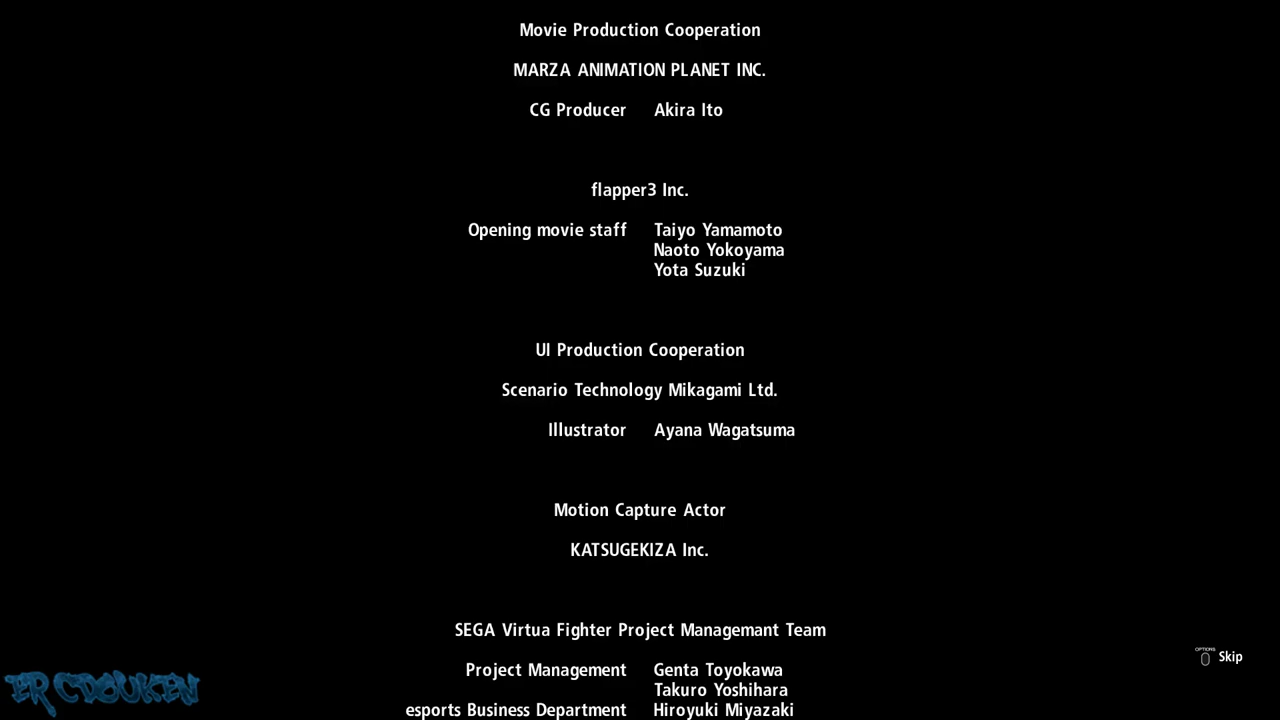 Movie Production Cooperation
MARZA ANIMATION PLANET INC.
CG Producer Akira Ito
flapper3 Inc.
Opening movie staff Taiyo Yamamoto
Naoto Yokoyama
Yota Suzuki
UI Production Cooperation
Scenario Technology Mikagami Ltd.
Illustrator Ayana Wagatsuma
Motion Capture Actor
KATSUGEKIZA Inc.
SEGA Virtua Fighter Project Managemant Team
OPTIONS
Skip
Project Management Genta Toyokawa
Takuro Yoshihara
esports Business Department Hiroyuki Miyazaki